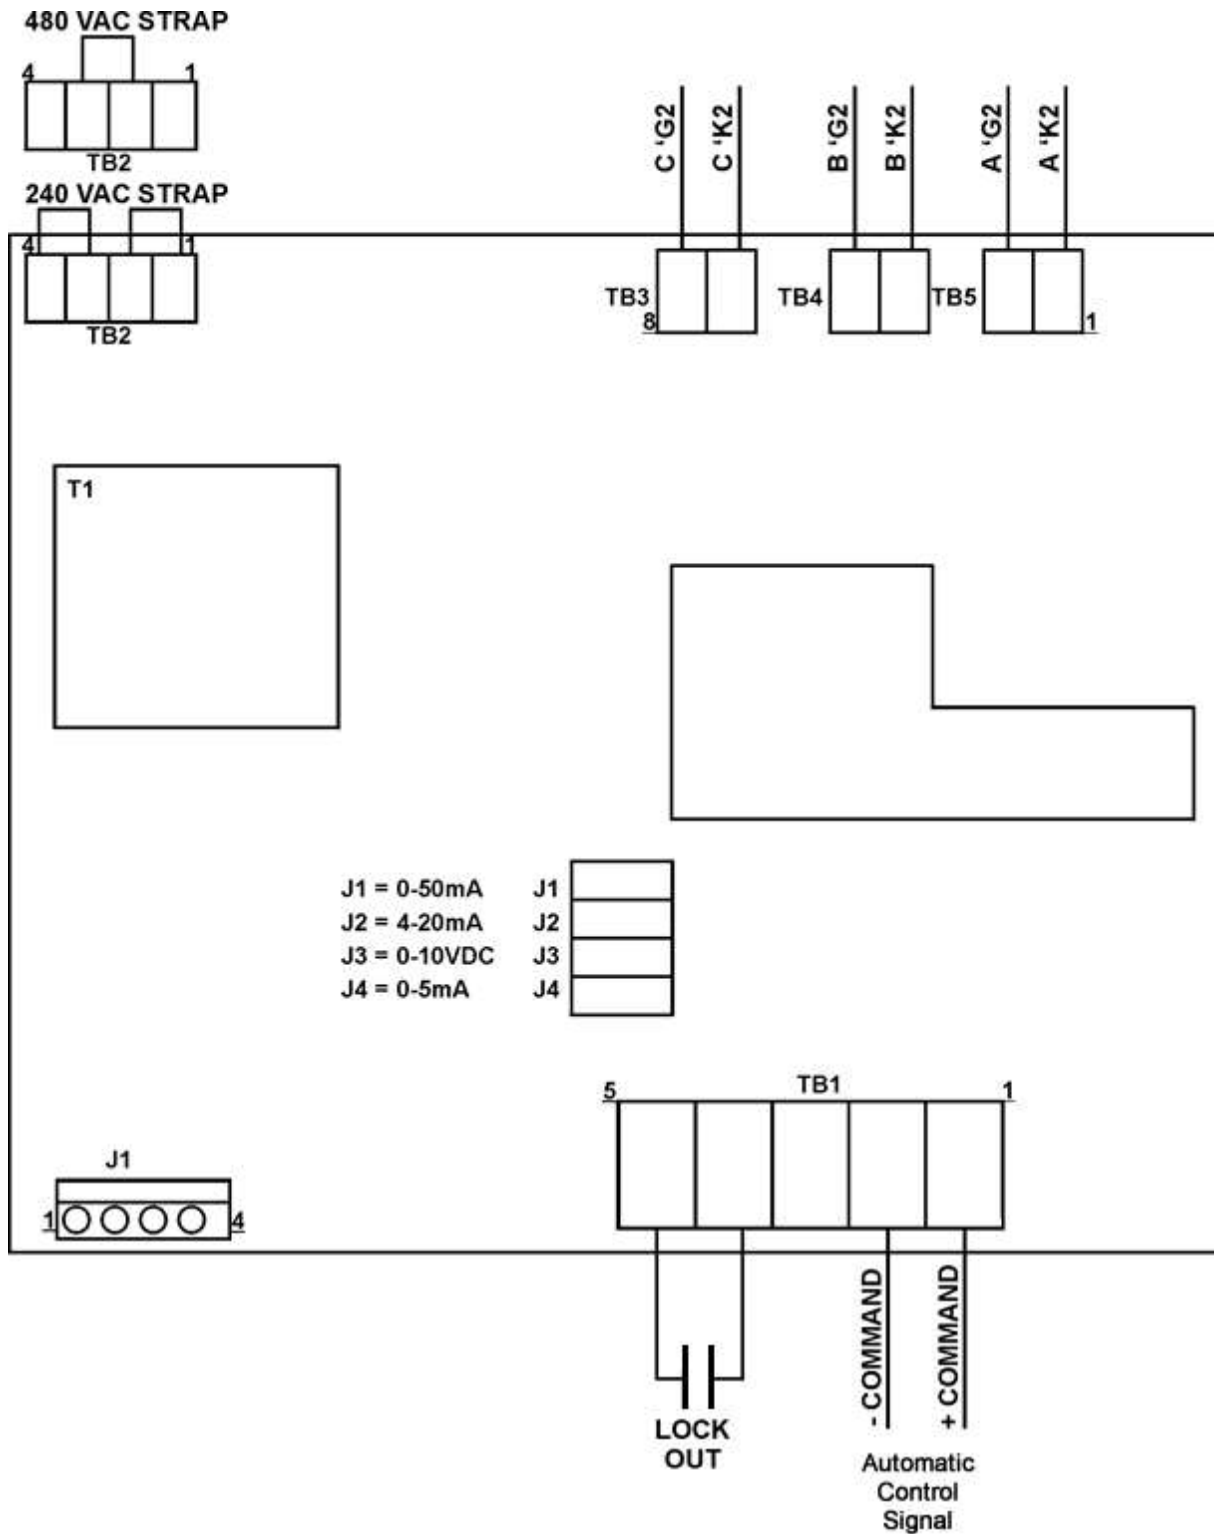 480 VAC STRAP
4 1
TB2
240 VAC STRAP
4 1
TB2
C ‘G2
C ‘K2
B ‘G2
B ‘K2
A ‘G2
A ‘K2
TB3
8
TB4
TB5
1
T1
J1 = 0-50mA J1
J2 = 4-20mA J2
J3 = 0-10VDC J3
J4 = 0-5mA J4
5 TB1 1
J1
1 4
- COMMAND
+ COMMAND
LOCK
OUT
Automatic
Control
Signal